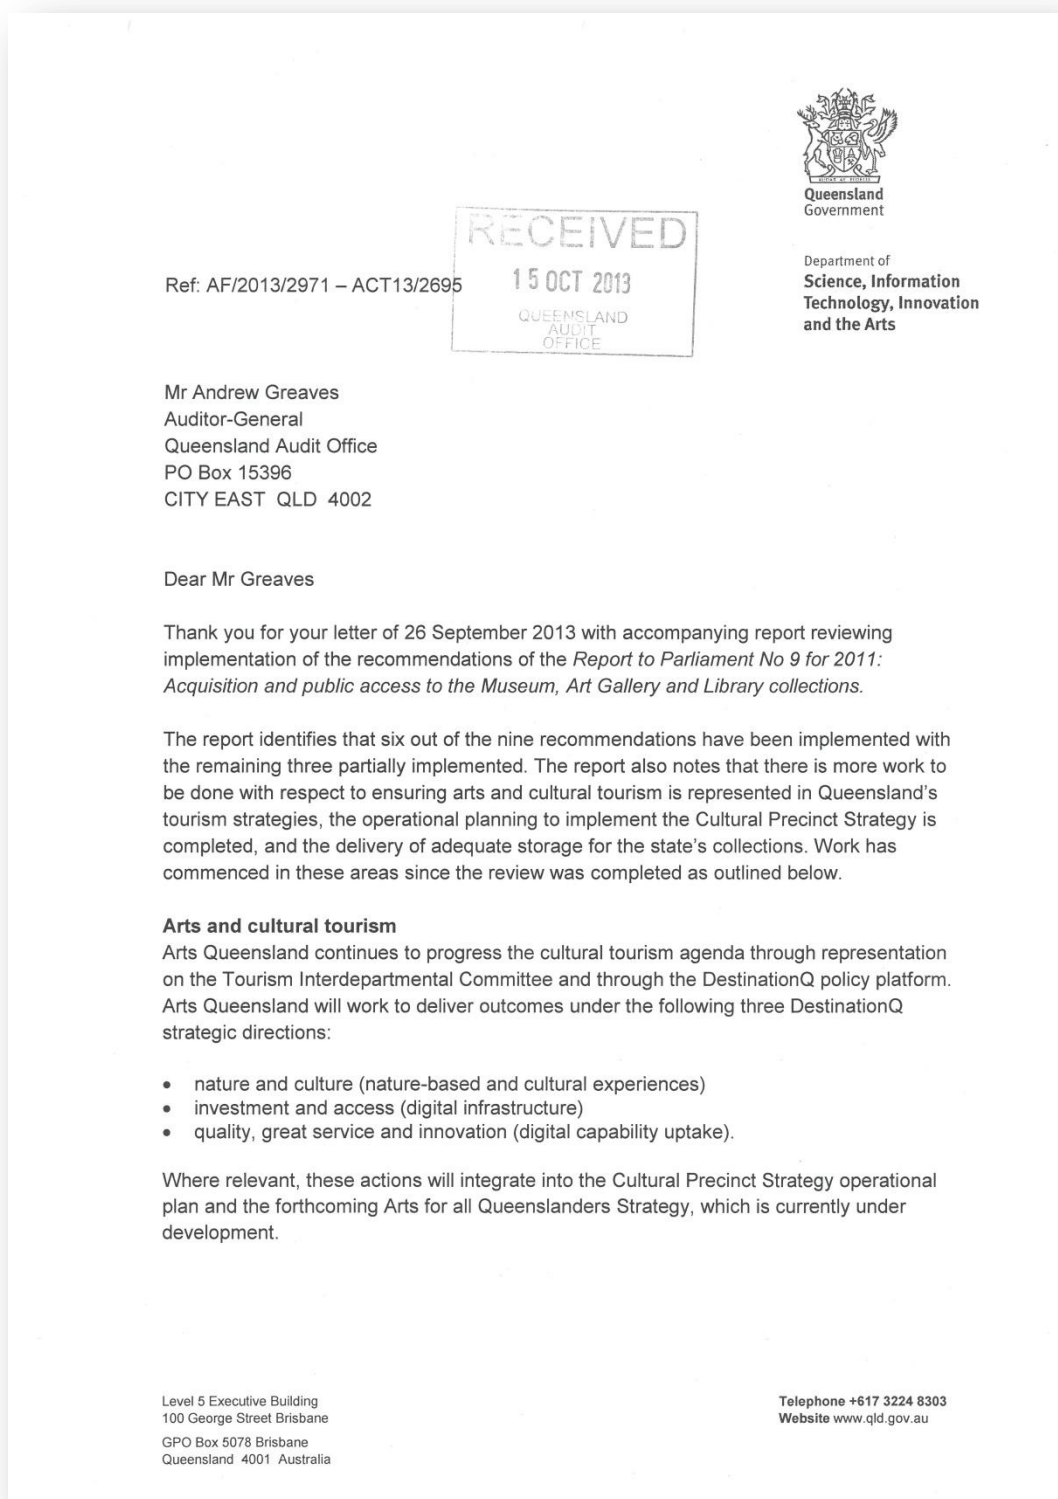 Queensland
Government
Department of
Science, Information
Technology, Innovation
and the Arts
RECEIVED
15 OCT 2013
QUEENSLAND
AUDIT
OFFICE
Ref: AF/2013/2971 – ACT13/2695
Mr Andrew Greaves
Auditor-General
Queensland Audit Office
PO Box 15396
CITY EAST QLD 4002
Dear Mr Greaves
Thank you for your letter of 26 September 2013 with accompanying report reviewing
implementation of the recommendations of the Report to Parliament No 9 for 2011:
Acquisition and public access to the Museum, Art Gallery and Library collections.
The report identifies that six out of the nine recommendations have been implemented with
the remaining three partially implemented. The report also notes that there is more work to
be done with respect to ensuring arts and cultural tourism is represented in Queensland's
tourism strategies, the operational planning to implement the Cultural Precinct Strategy is
completed, and the delivery of adequate storage for the state's collections. Work has
commenced in these areas since the review was completed as outlined below.
Arts and cultural tourism
Arts Queensland continues to progress the cultural tourism agenda through representation
on the Tourism Interdepartmental Committee and through the DestinationQ policy platform.
Arts Queensland will work to deliver outcomes under the following three DestinationQ
strategic directions:
• nature and culture (nature-based and cultural experiences)
• investment and access (digital infrastructure)
• quality, great service and innovation (digital capability uptake).
Where relevant, these actions will integrate into the Cultural Precinct Strategy operational
plan and the forthcoming Arts for all Queenslanders Strategy, which is currently under
development.
Level 5 Executive Building
100 George Street Brisbane
GPO Box 5078 Brisbane
Queensland 4001 Australia
Telephone +617 3224 8303
Website www.qld.gov.au